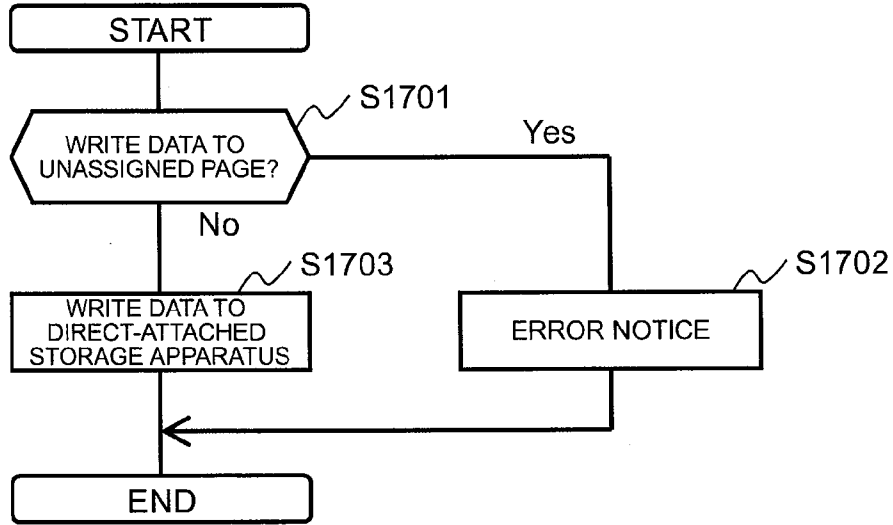 START
S1701
WRITE DATA TO
UNASSIGNED PAGE?
Yes
No
S1703
S1702
WRITE DATA TO
DIRECT-ATTACHED
STORAGE APPARATUS
ERROR NOTICE
END